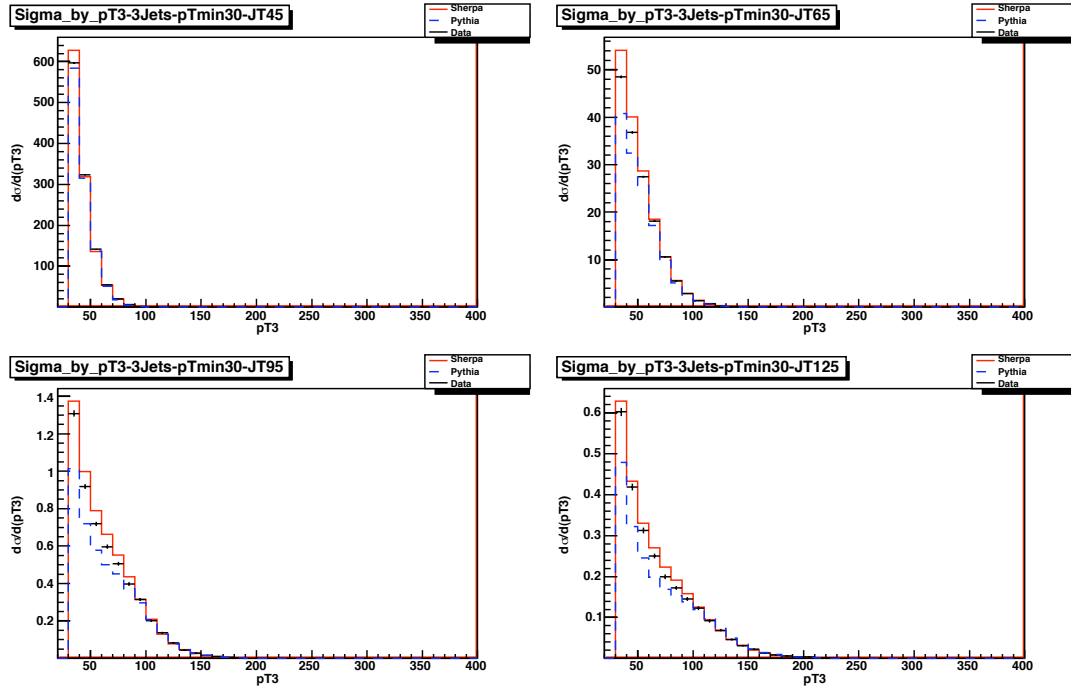 Sigma_by_pT3-3Jets-pTmin30-JT45
Sherpa
Pythia
Data
600
500
400
300
200
100
dσ/d(pT3)
50 100 150 200 250 300 350 400
pT3
Sigma_by_pT3-3Jets-pTmin30-JT65
Sherpa
Pythia
Data
50
40
30
20
10
dσ/d(pT3)
50 100 150 200 250 300 350 400
pT3
Sigma_by_pT3-3Jets-pTmin30-JT95
Sherpa
Pythia
Data
1.4
1.2
1
0.8
0.6
0.4
0.2
dσ/d(pT3)
50 100 150 200 250 300 350 400
pT3
Sigma_by_pT3-3Jets-pTmin30-JT125
Sherpa
Pythia
Data
0.6
0.5
0.4
0.3
0.2
0.1
dσ/d(pT3)
50 100 150 200 250 300 350 400
pT3